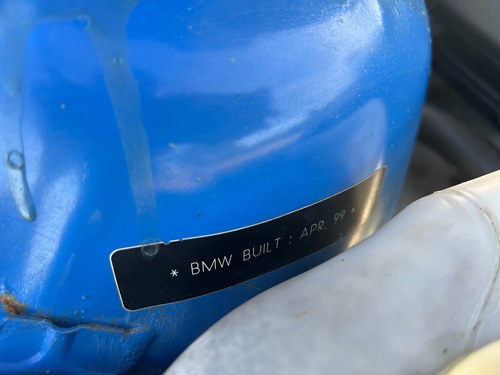 * BMW BUILT : APR. 99 *